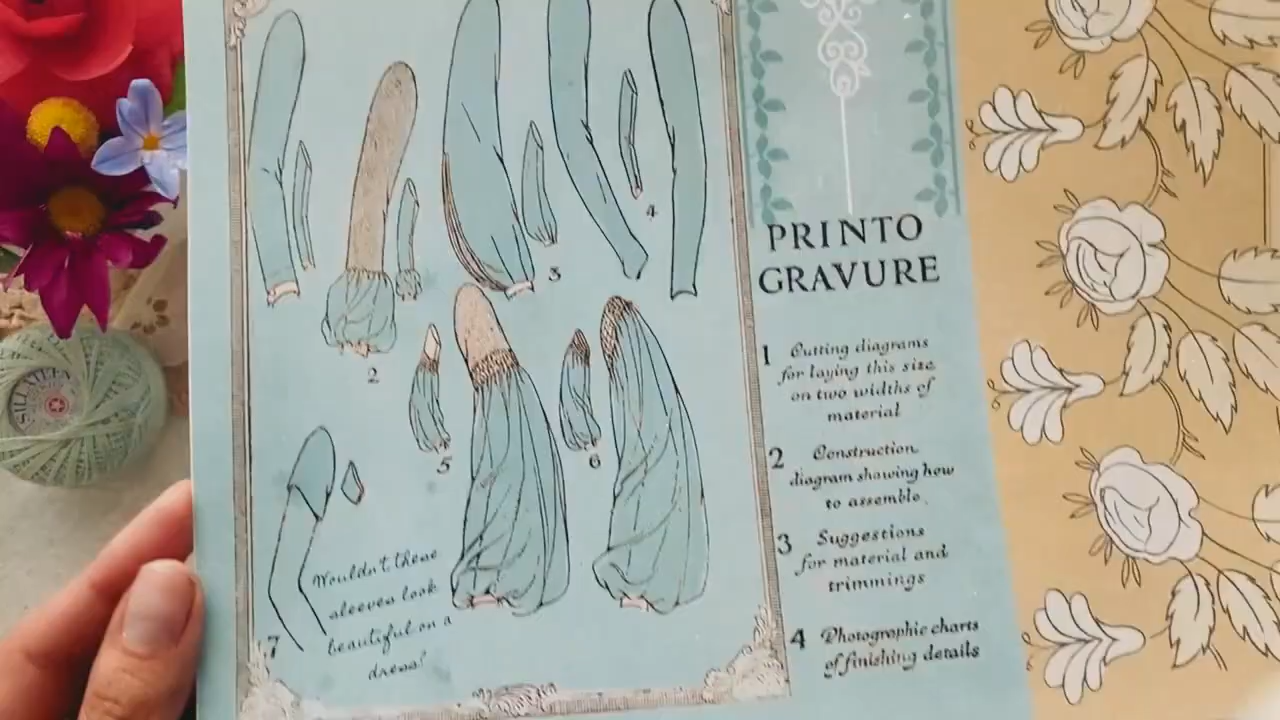 4
3
2
5
6
7
Wouldn't these
sleeves look
beautiful on a
dress!
PRINTO
GRAVURE
1 Cutting diagrams
for laying this size
on two widths of
material
2 Construction
diagram showing how
to assemble.
3 Suggestions
for material and
trimmings
4 Photographic charts
of finishing details